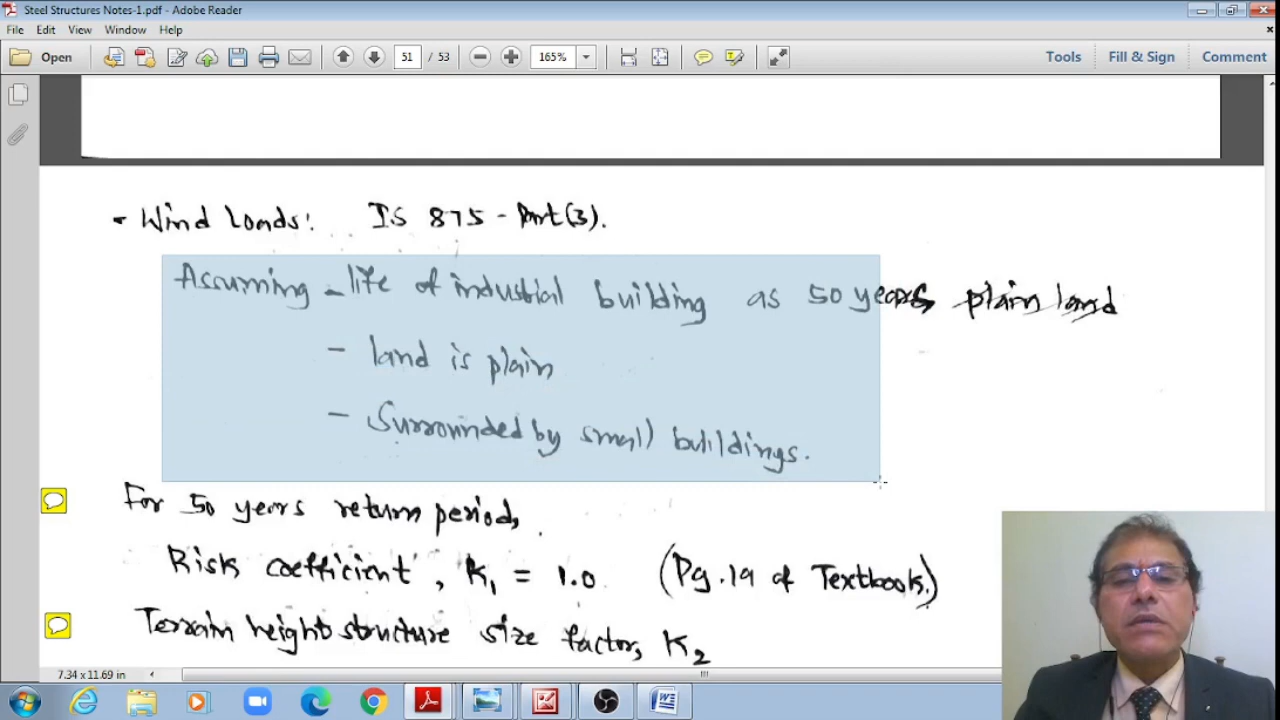 Steel Structures Notes-1.pdf - Adobe Reader
File Edit View Window Help
Open 51 / 53 165% Tools Fill & Sign Comment
- Wind loads: IS 875 - Part (3).
Assuming - life of industrial building as 50 years, plain land
- land is plain
- Surrounded by small buildings.
For 50 years return period,
Risk coefficient, K1 = 1.0 (Pg. 19 of Textbook.)
Terrain height structure size factor, K2
7.34 x 11.69 in